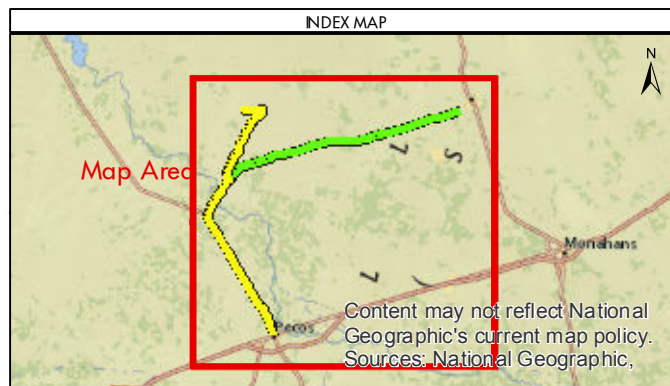 INDEX MAP
N
Map Area
L
S
Monahans
L
Pecos
Content may not reflect National
Geographic's current map policy.
Sources: National Geographic,